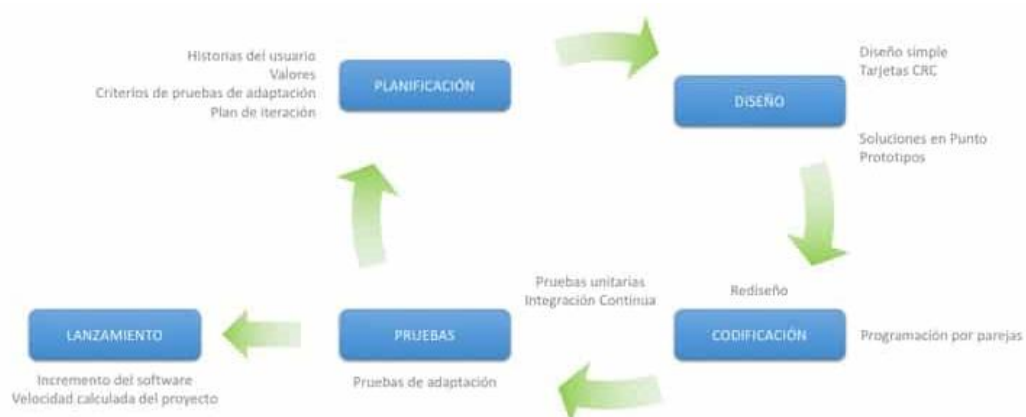 Historias del usuario
Valores
Criterios de pruebas de adaptación
Plan de iteración
PLANIFICACIÓN
Diseño simple
Tarjetas CRC
DISEÑO
Soluciones en Punto
Prototipos
Pruebas unitarias
Integración Continua
Rediseño
LANZAMIENTO
PRUEBAS
CODIFICACIÓN
Programación por parejas
Incremento del software
Velocidad calculada del proyecto
Pruebas de adaptación